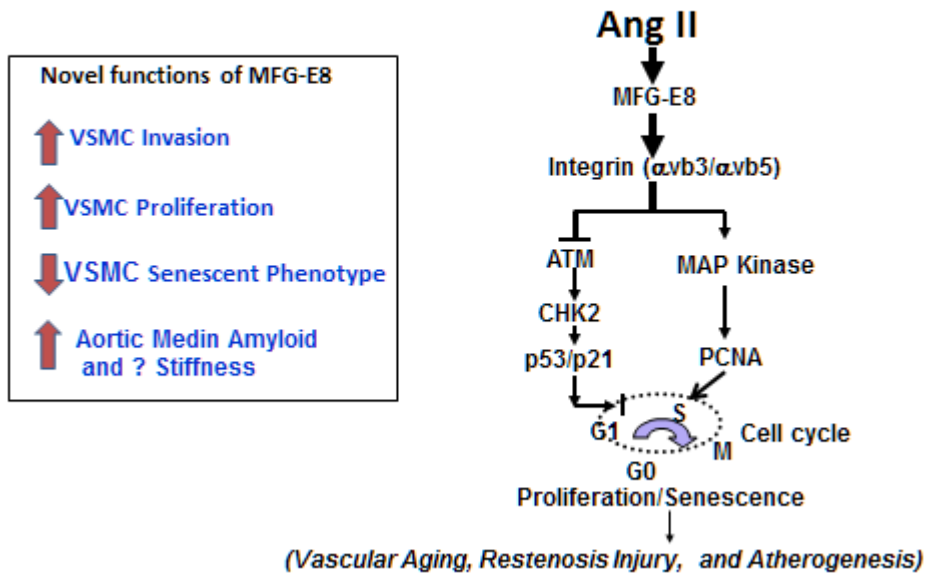 Novel functions of MFG-E8
VSMC Invasion
VSMC Proliferation
VSMC Senescent Phenotype
Aortic Medin Amyloid
and ? Stiffness
Ang II
MFG-E8
Integrin (αvb3/αvb5)
ATM
MAP Kinase
CHK2
p53/p21
PCNA
S
G1
Cell cycle
M
G0
Proliferation/Senescence
(Vascular Aging, Restenosis Injury, and Atherogenesis)